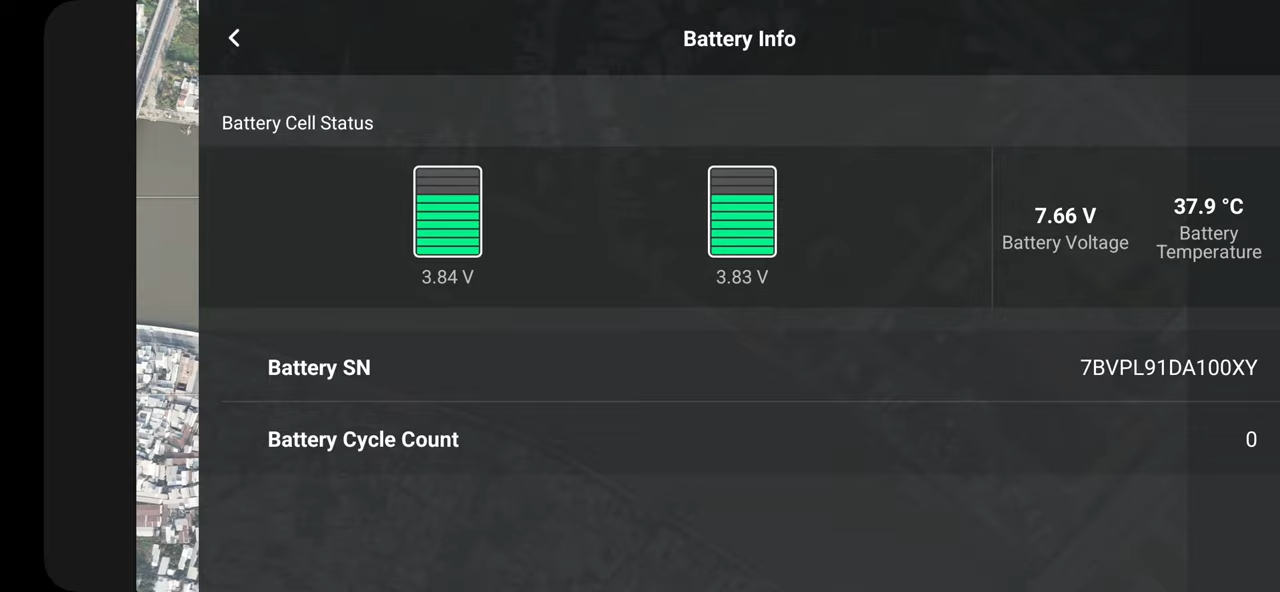 Battery Info
Battery Cell Status
3.84 V
3.83 V
7.66 V
Battery Voltage
37.9 °C
Battery
Temperature
Battery SN
7BVPL91DA100XY
Battery Cycle Count
0